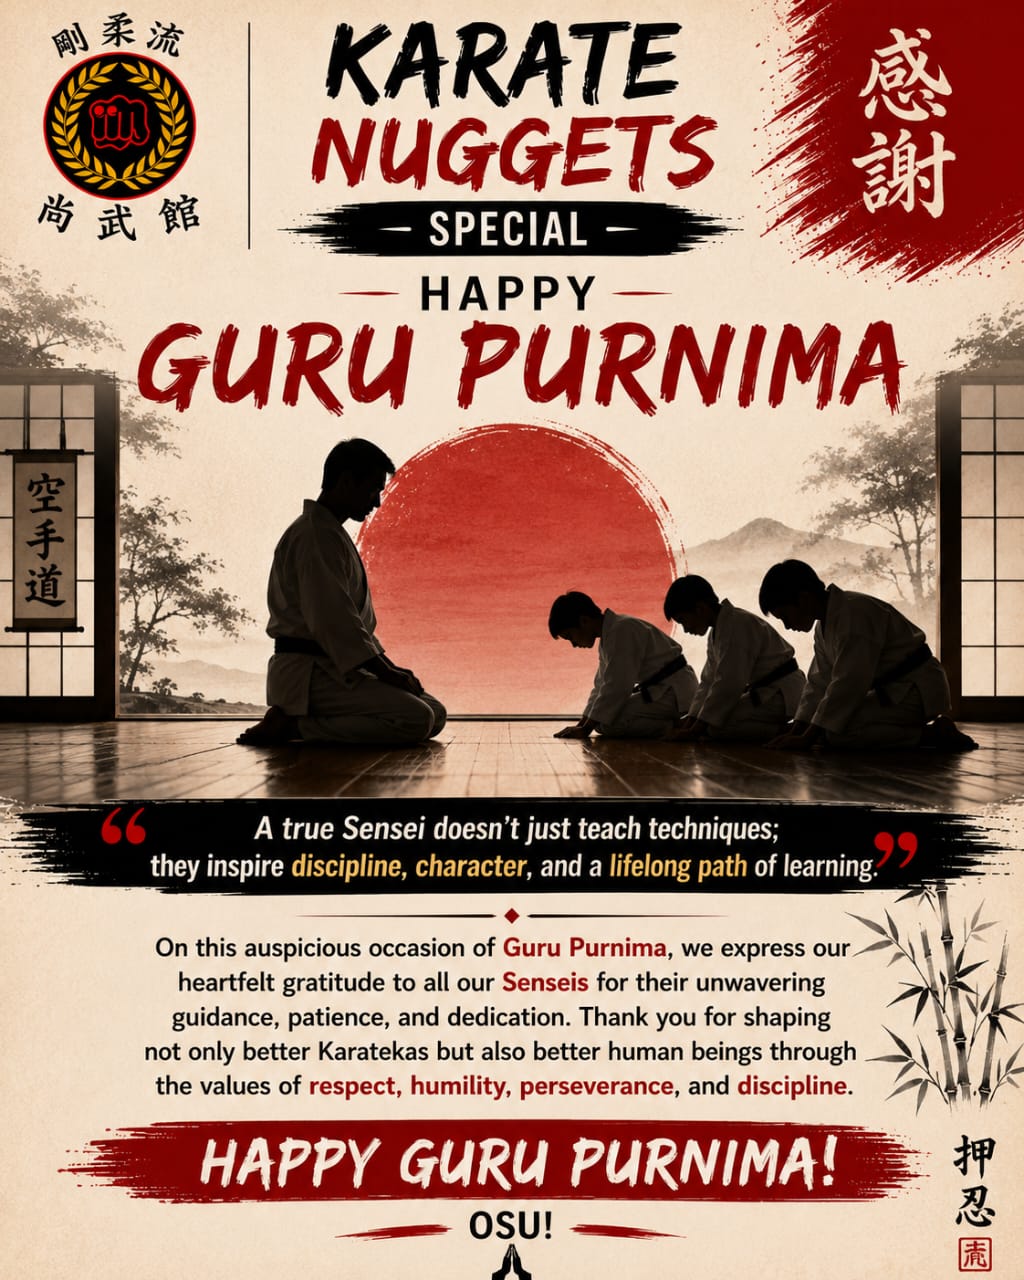 剛柔流
尚武館
KARATE
NUGGETS
SPECIAL
感謝
HAPPY
GURU PURNIMA
空手道
“A true Sensei doesn’t just teach techniques;
they inspire discipline, character, and a lifelong path of learning.”
On this auspicious occasion of Guru Purnima, we express our
heartfelt gratitude to all our Senseis for their unwavering
guidance, patience, and dedication. Thank you for shaping
not only better Karatekas but also better human beings through
the values of respect, humility, perseverance, and discipline.
HAPPY GURU PURNIMA!
OSU!
押忍